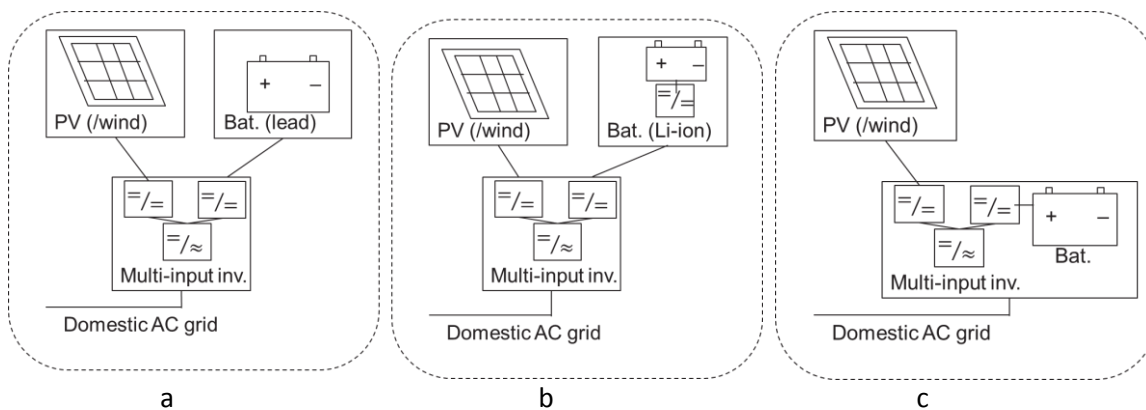 + −
PV (/wind)
Bat. (lead)
=/= =/=
=/≈
Multi-input inv.
Domestic AC grid
a
+ −
=/=
PV (/wind)
Bat. (Li-ion)
=/= =/=
=/≈
Multi-input inv.
Domestic AC grid
b
PV (/wind)
=/= =/=
+ −
=/≈
Bat.
Multi-input inv.
Domestic AC grid
c